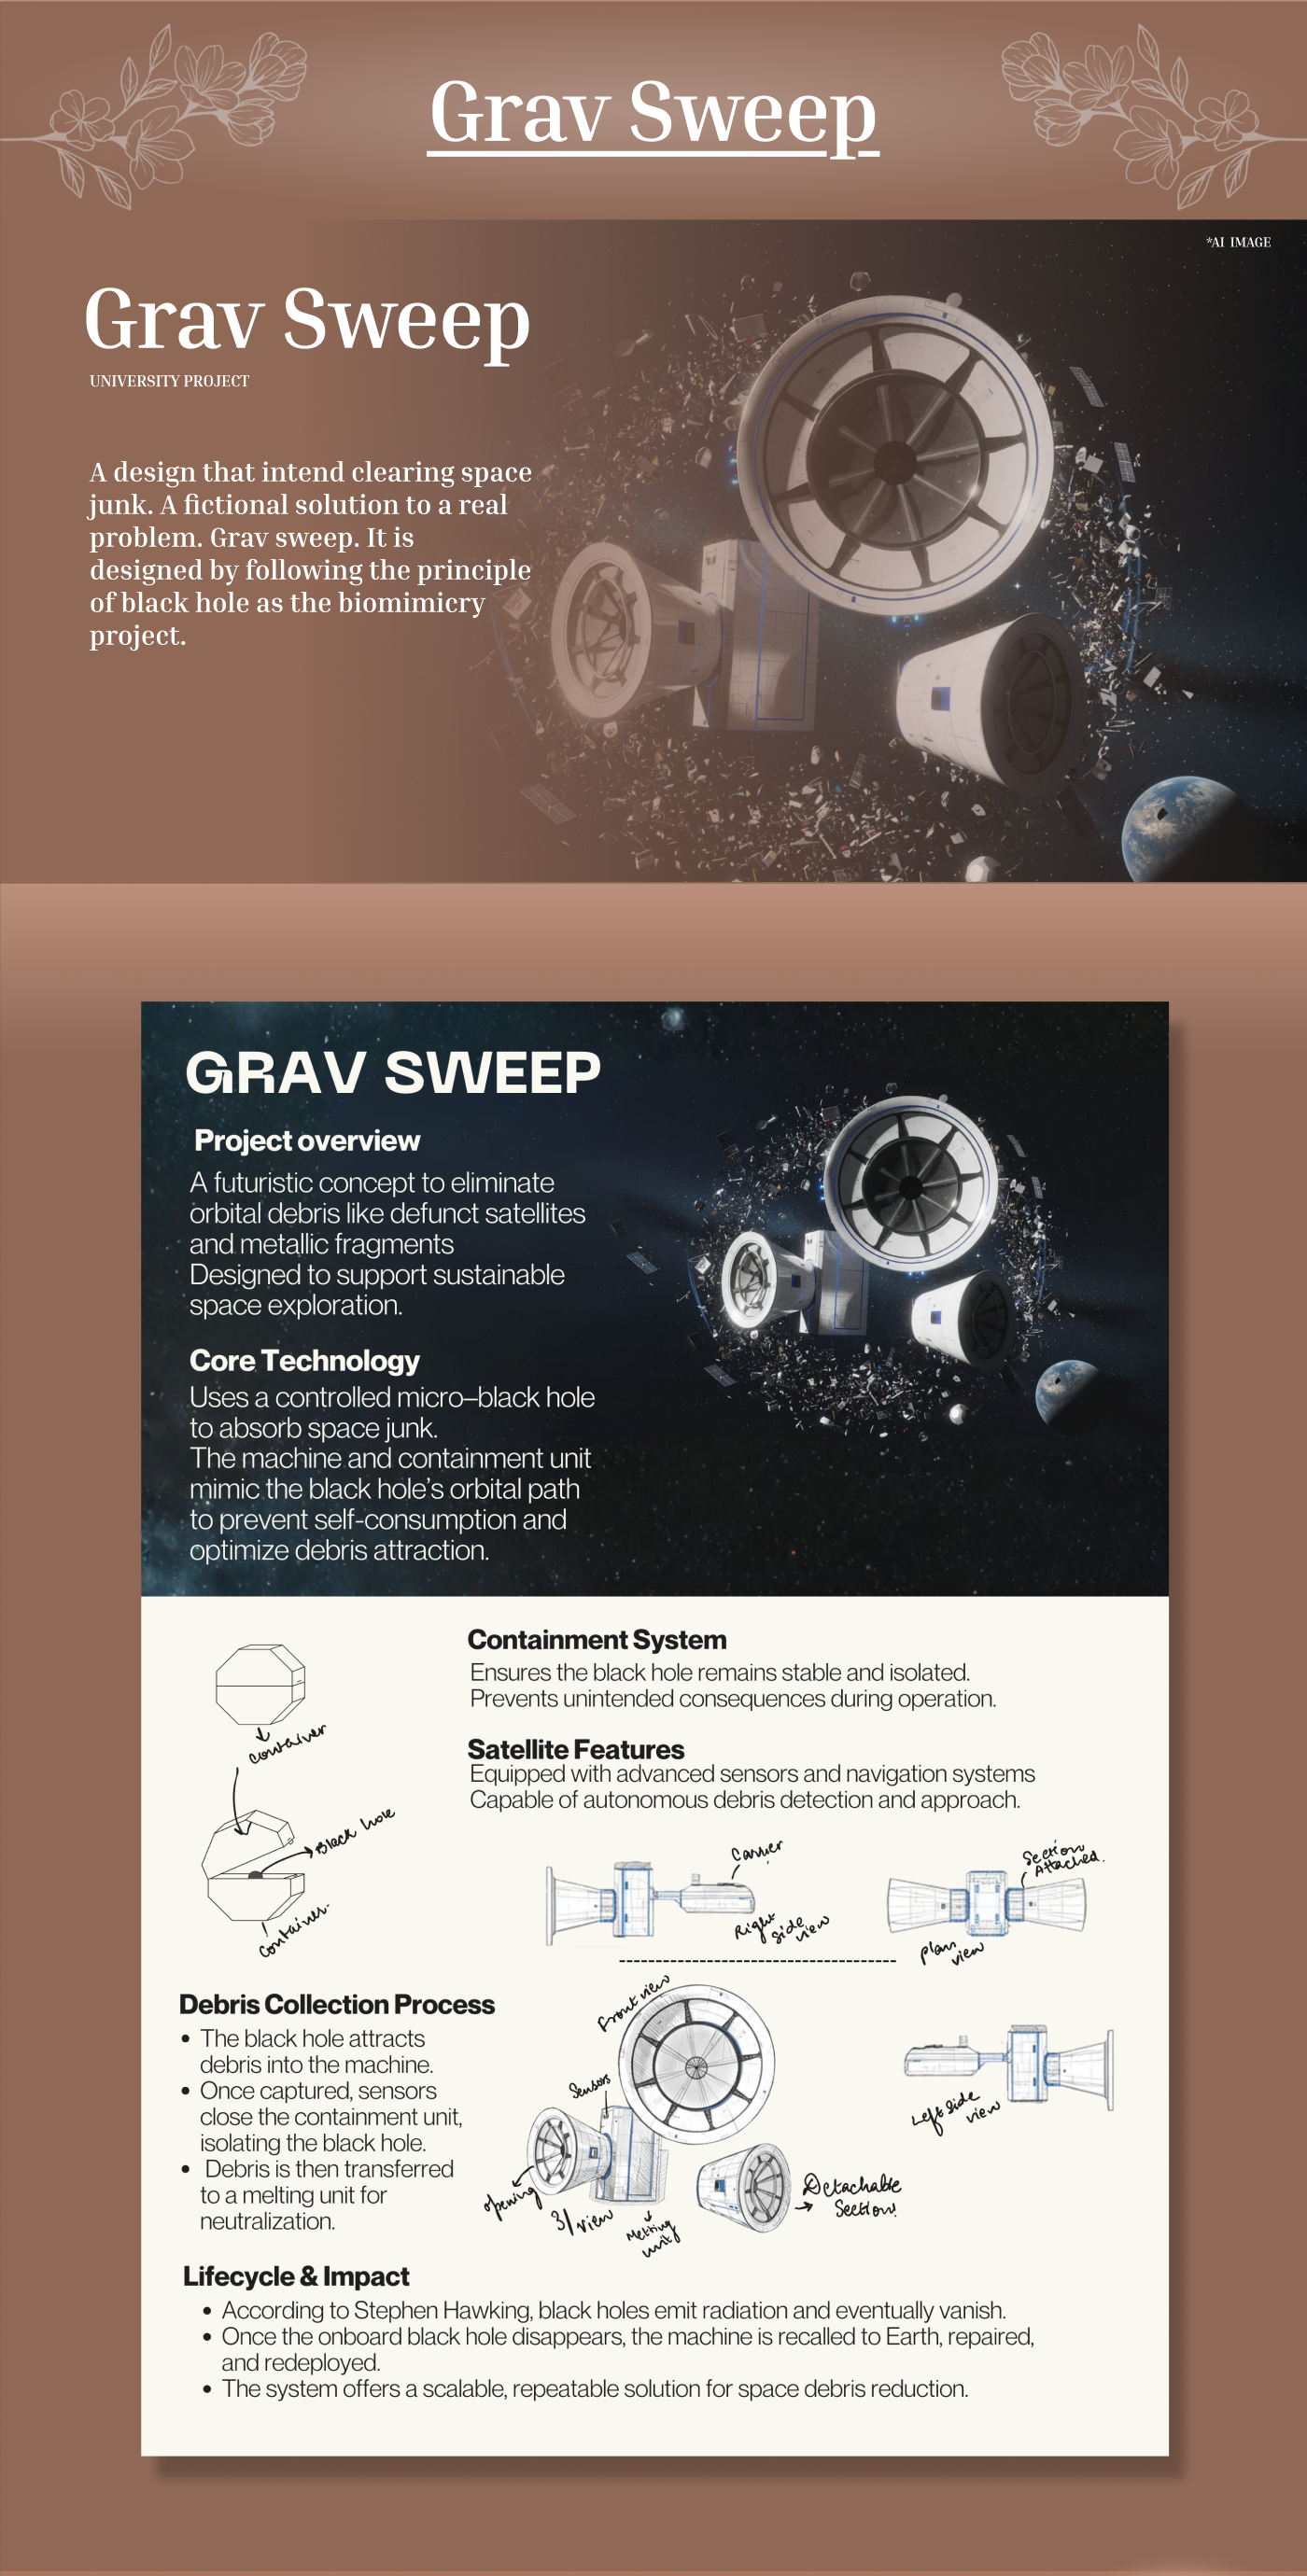 Grav Sweep
*AI IMAGE
Grav Sweep
UNIVERSITY PROJECT
A design that intend clearing space
junk. A fictional solution to a real
problem. Grav sweep. It is
designed by following the principle
of black hole as the biomimicry
project.
GRAV SWEEP
Project overview
A futuristic concept to eliminate
orbital debris like defunct satellites
and metallic fragments
Designed to support sustainable
space exploration.
Core Technology
Uses a controlled micro–black hole
to absorb space junk.
The machine and containment unit
mimic the black hole’s orbital path
to prevent self-consumption and
optimize debris attraction.
container
Black hole
Container.
Containment System
Ensures the black hole remains stable and isolated.
Prevents unintended consequences during operation.
Satellite Features
Equipped with advanced sensors and navigation systems
Capable of autonomous debris detection and approach.
Carrier
Right
side
view
Section
Attached.
plan
view
Debris Collection Process
• The black hole attracts
debris into the machine.
• Once captured, sensors
close the containment unit,
isolating the black hole.
• Debris is then transferred
to a melting unit for
neutralization.
Front view
Sensors
opening
3/view
Melting
unit
Detachable
Section!
Left side
view
Lifecycle & Impact
• According to Stephen Hawking, black holes emit radiation and eventually vanish.
• Once the onboard black hole disappears, the machine is recalled to Earth, repaired,
and redeployed.
• The system offers a scalable, repeatable solution for space debris reduction.